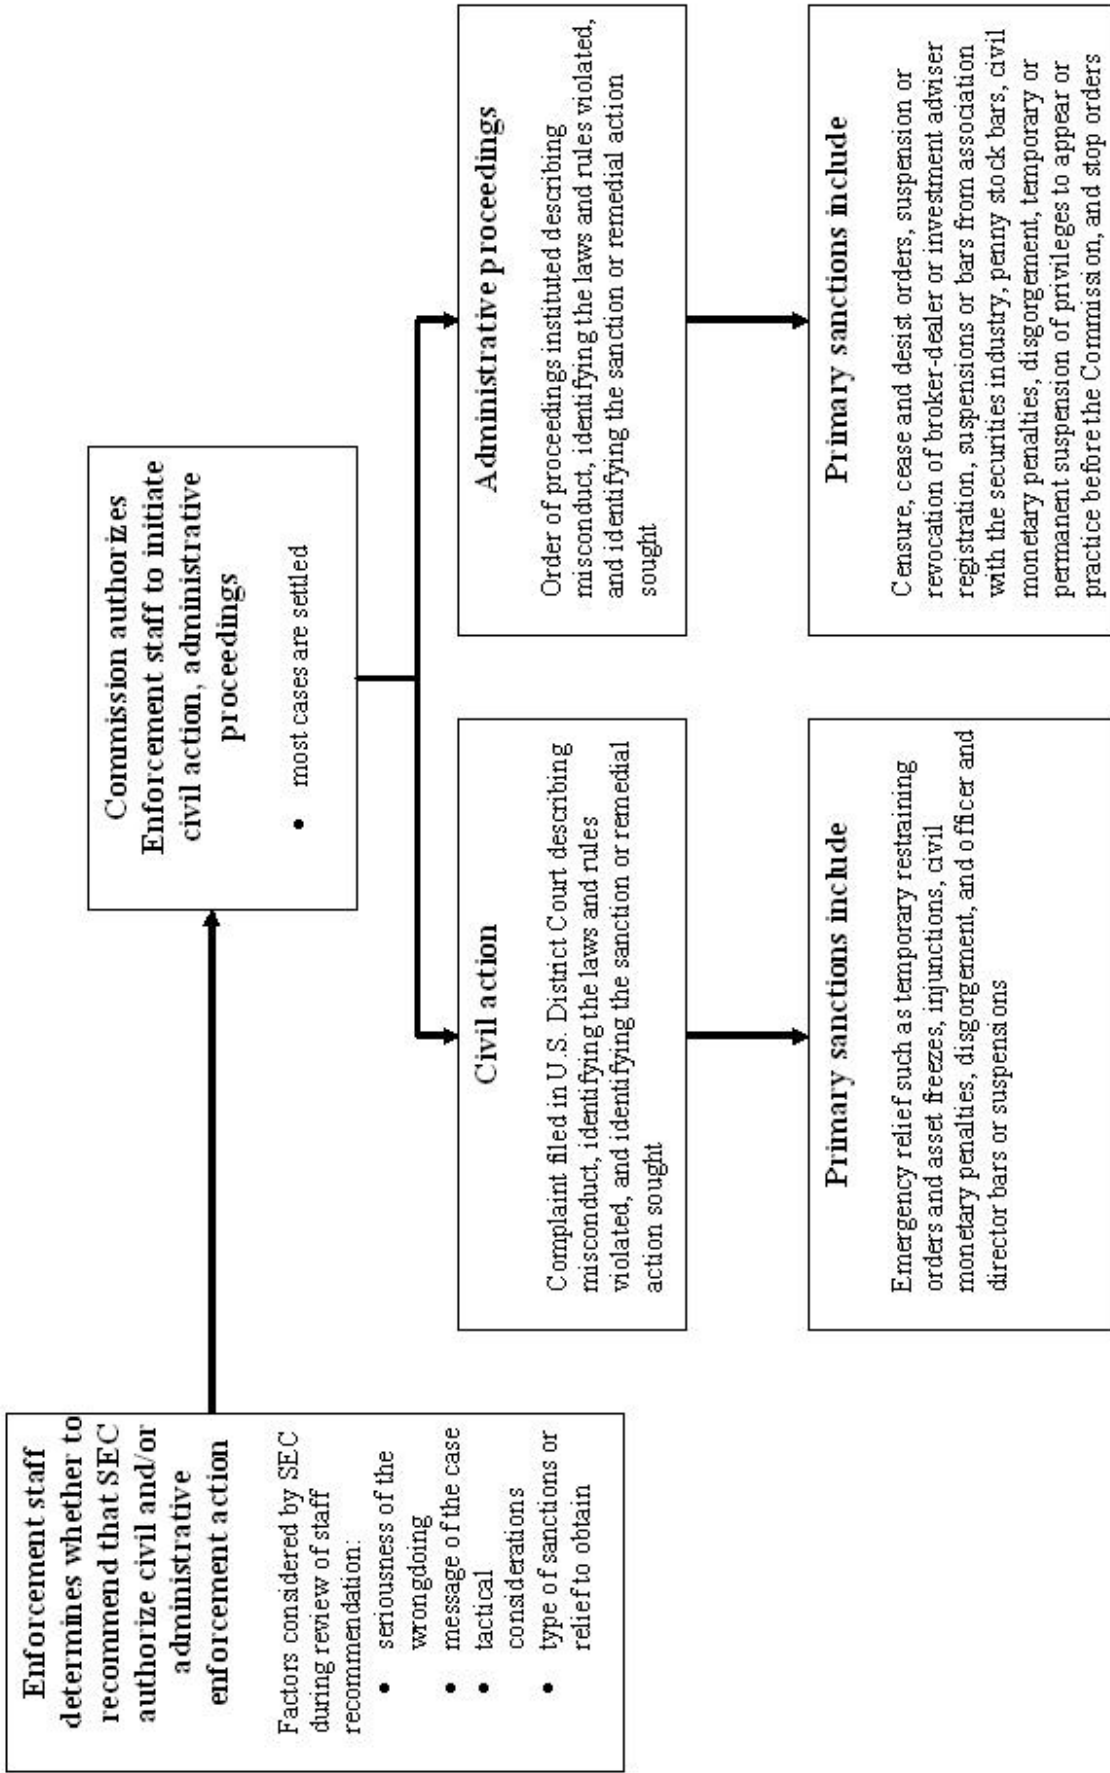 Enforcement staff
determines whether to
recommend that SEC
authorize civil and/or
administrative
enforcement action
Factors considered by SEC
during review of staff
recommendation:
• seriousness of the
wrongdoing
• message of the case
• tactical
considerations
• type of sanctions or
relief to obtain
Commission authorizes
Enforcement staff to initiate
civil action, administrative
proceedings
• most cases are settled
Civil action
Complaint filed in U.S. District Court describing
misconduct, identifying the laws and rules
violated, and identifying the sanction or remedial
action sought
Primary sanctions include
Emergency relief such as temporary restraining
orders and asset freezes, injunctions, civil
monetary penalties, disgorgement, and officer and
director bars or suspensions
Administrative proceedings
Order of proceedings instituted describing
misconduct, identifying the laws and rules violated,
and identifying the sanction or remedial action
sought
Primary sanctions include
Censure, cease and desist orders, suspension or
revocation of broker-dealer or investment adviser
registration, suspensions or bars from association
with the securities industry, penny stock bars, civil
monetary penalties, disgorgement, temporary or
permanent suspension of privileges to appear or
practice before the Commission, and stop orders